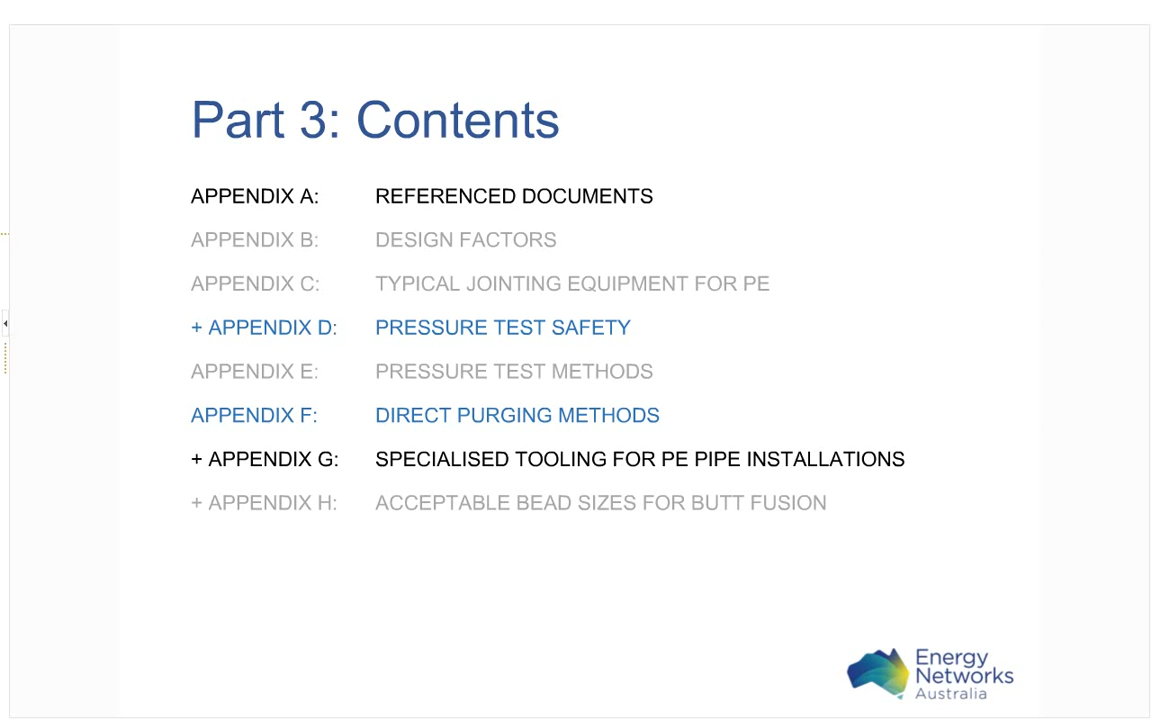 Part 3: Contents
APPENDIX A: REFERENCED DOCUMENTS
APPENDIX B: DESIGN FACTORS
APPENDIX C: TYPICAL JOINTING EQUIPMENT FOR PE
+ APPENDIX D: PRESSURE TEST SAFETY
APPENDIX E: PRESSURE TEST METHODS
APPENDIX F: DIRECT PURGING METHODS
+ APPENDIX G: SPECIALISED TOOLING FOR PE PIPE INSTALLATIONS
+ APPENDIX H: ACCEPTABLE BEAD SIZES FOR BUTT FUSION
Energy
Networks
Australia